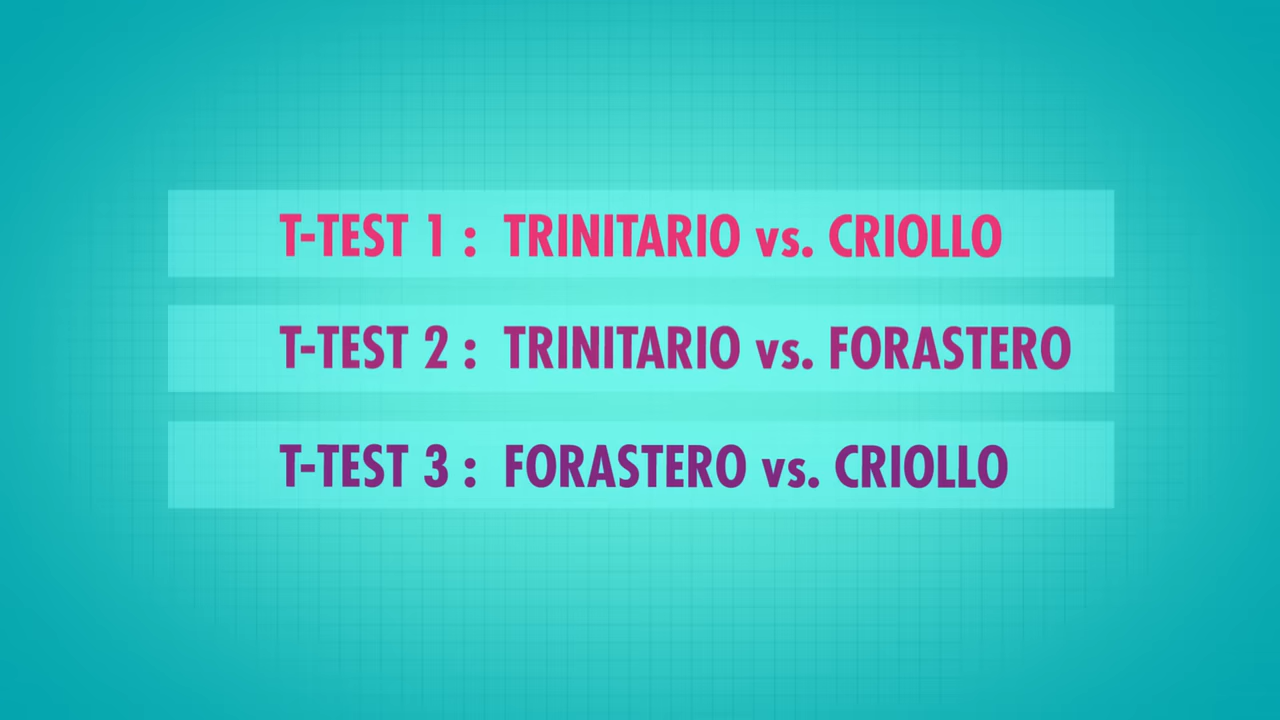 T-TEST 1 : TRINITARIO vs. CRIOLLO
T-TEST 2 : TRINITARIO vs. FORASTERO
T-TEST 3 : FORASTERO vs. CRIOLLO